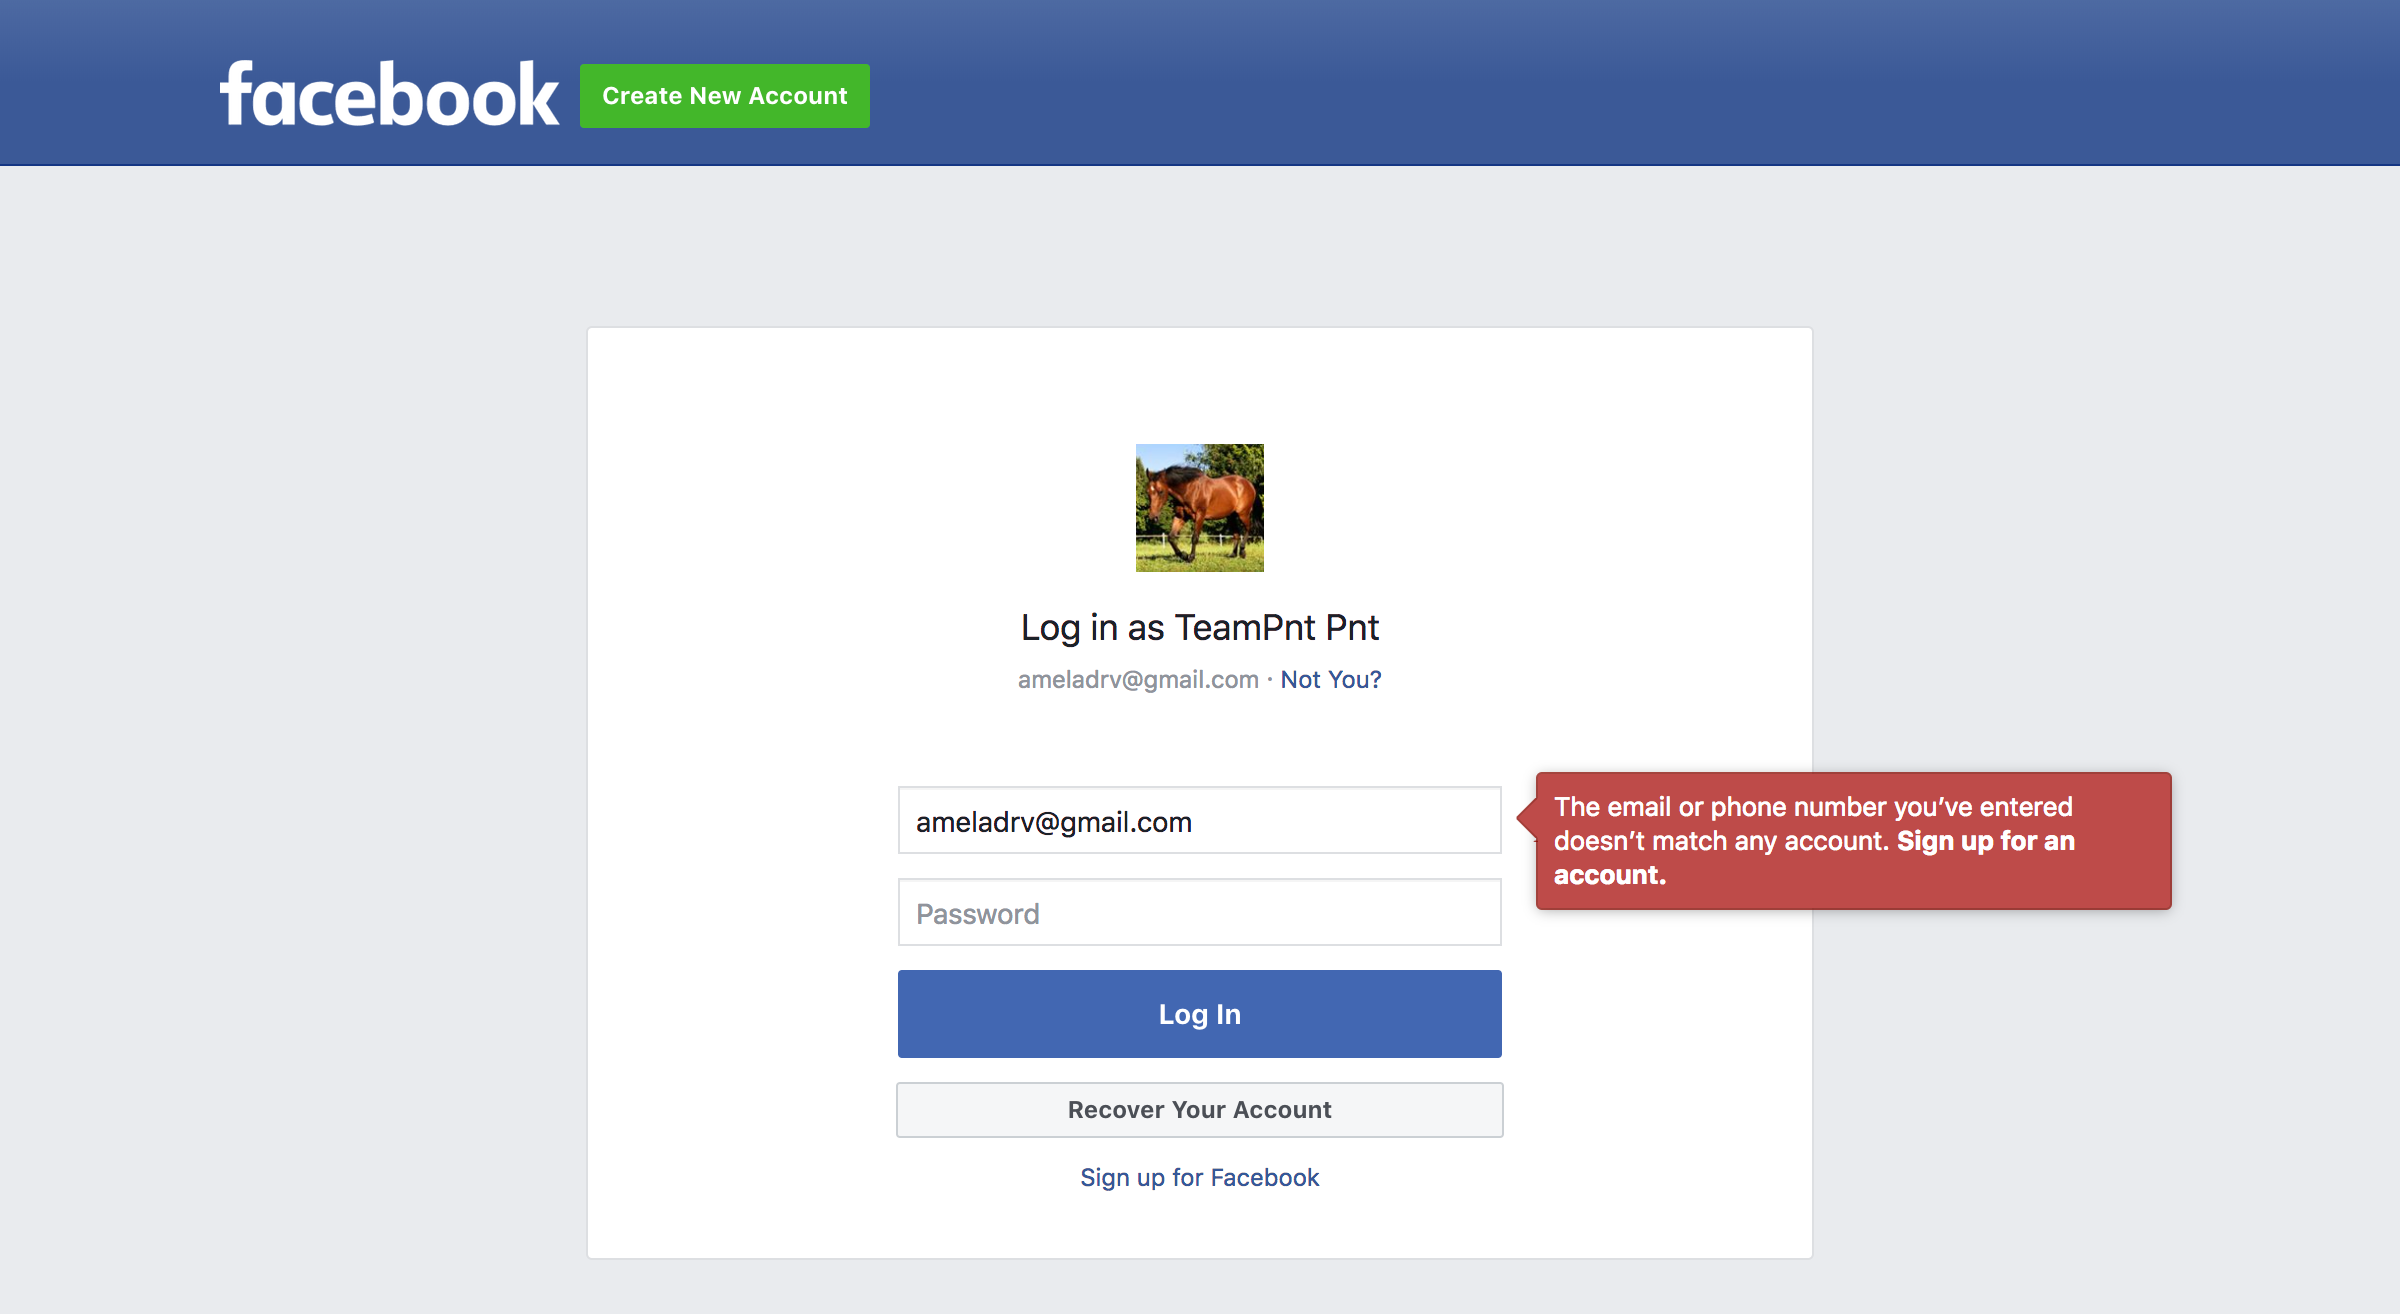 facebook
Create New Account
Log in as TeamPnt Pnt
ameladrv@gmail.com · Not You?
ameladrv@gmail.com
The email or phone number you’ve entered
doesn’t match any account. Sign up for an
account.
Password
Log In
Recover Your Account
Sign up for Facebook